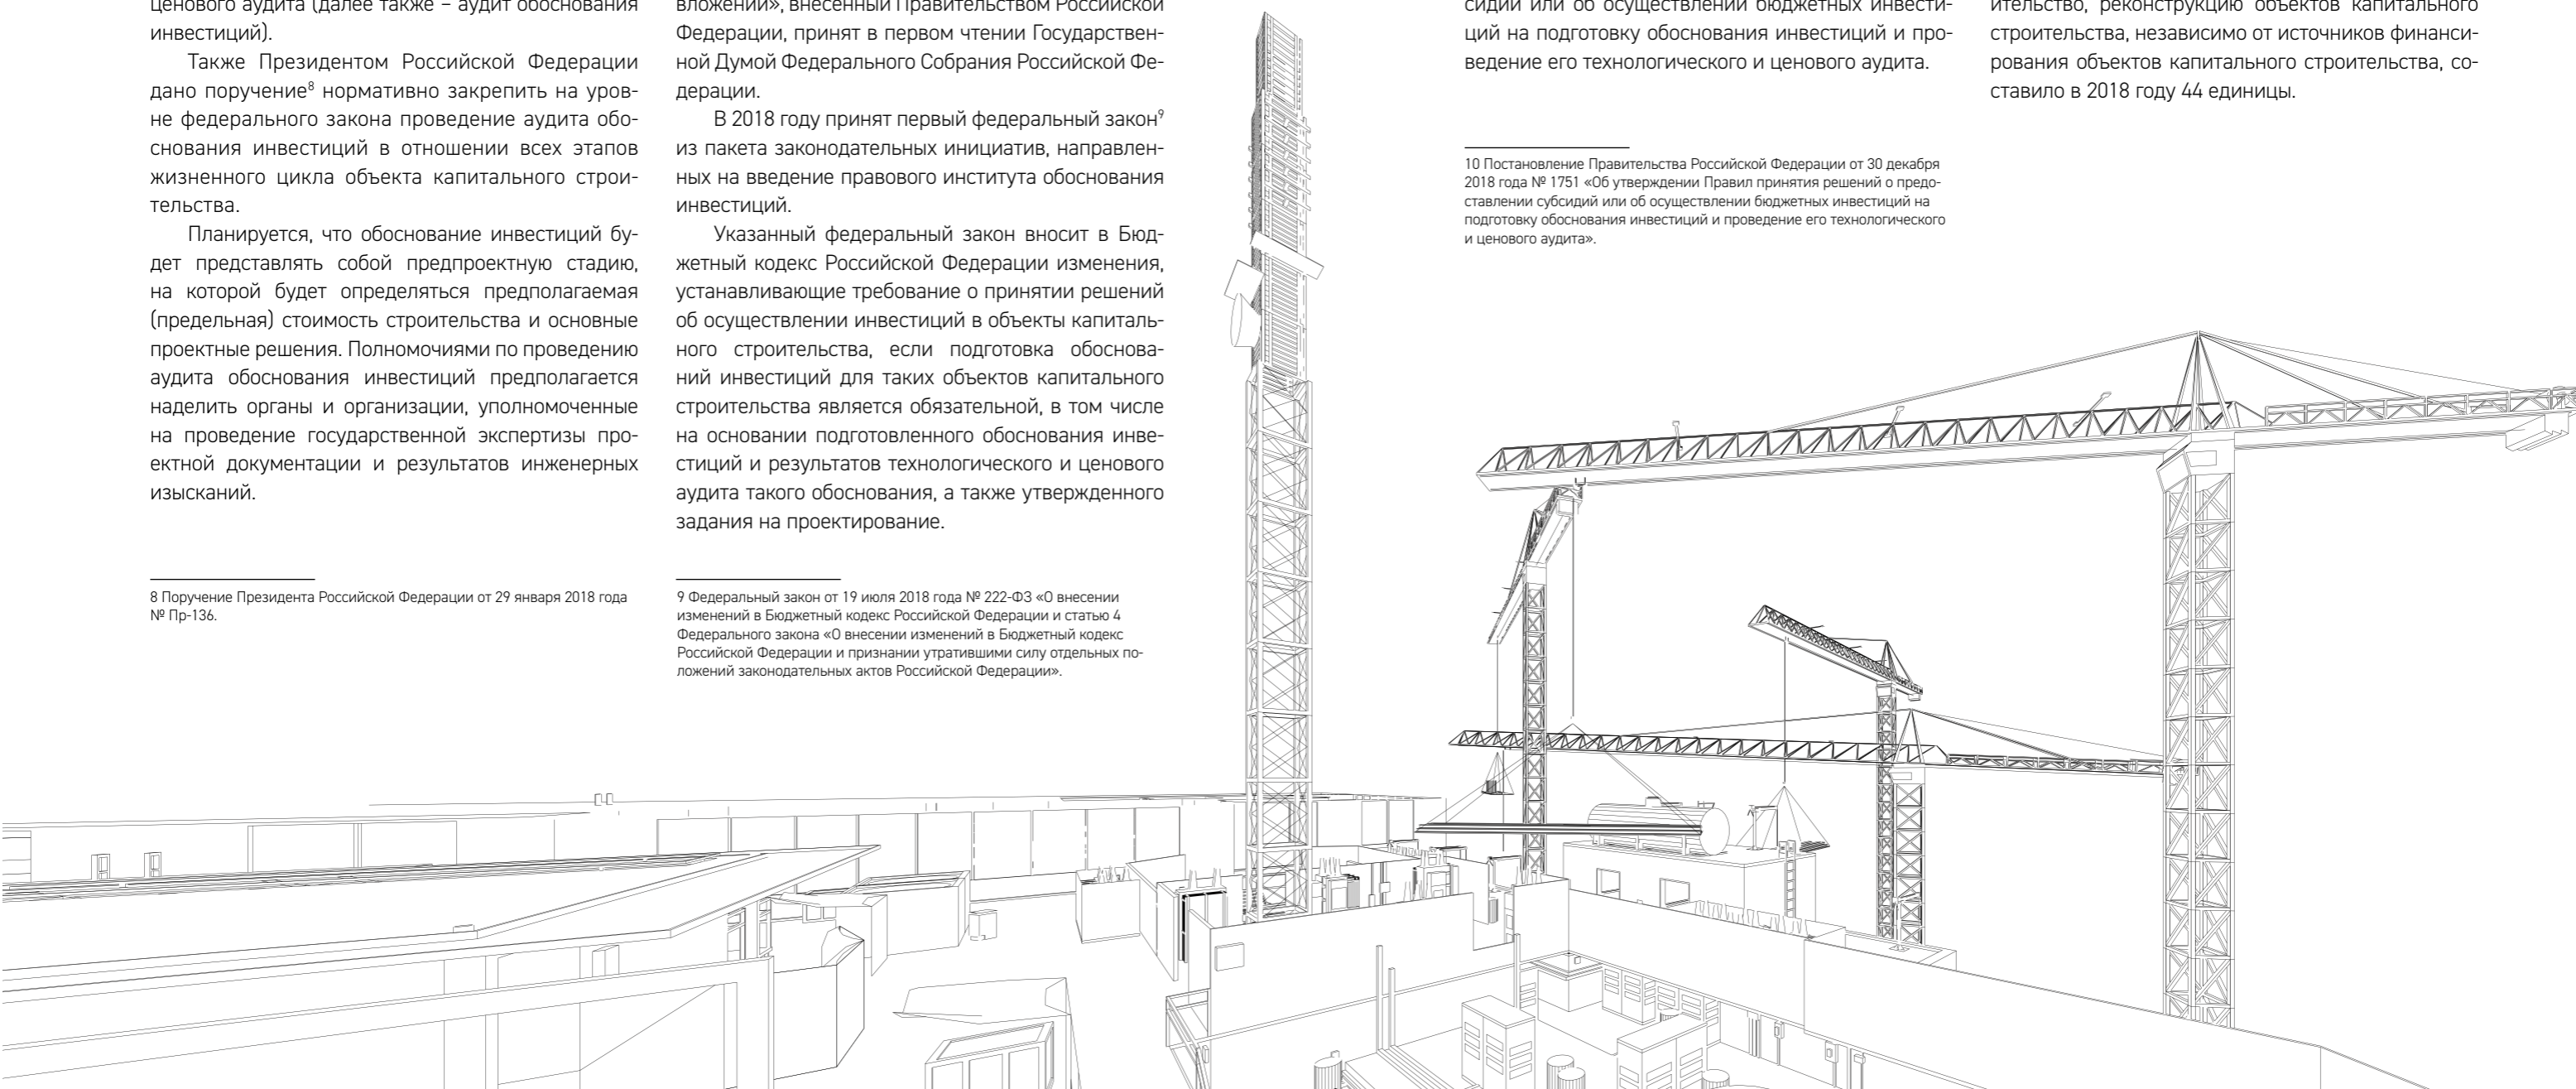 ценового аудита (далее также – аудит обоснования
инвестиций).
Также Президентом Российской Федерации
дано поручение⁸ нормативно закрепить на уров-
не федерального закона проведение аудита обо-
снования инвестиций в отношении всех этапов
жизненного цикла объекта капитального строи-
тельства.
Планируется, что обоснование инвестиций бу-
дет представлять собой предпроектную стадию,
на которой будет определяться предполагаемая
(предельная) стоимость строительства и основные
проектные решения. Полномочиями по проведению
аудита обоснования инвестиций предполагается
наделить органы и организации, уполномоченные
на проведение государственной экспертизы про-
ектной документации и результатов инженерных
изысканий.
8 Поручение Президента Российской Федерации от 29 января 2018 года
№ Пр-136.
вложений», внесенный Правительством Российской
Федерации, принят в первом чтении Государствен-
ной Думой Федерального Собрания Российской Фе-
дерации.
В 2018 году принят первый федеральный закон⁹
из пакета законодательных инициатив, направлен-
ных на введение правового института обоснования
инвестиций.
Указанный федеральный закон вносит в Бюд-
жетный кодекс Российской Федерации изменения,
устанавливающие требование о принятии решений
об осуществлении инвестиций в объекты капиталь-
ного строительства, если подготовка обоснова-
ний инвестиций для таких объектов капитального
строительства является обязательной, в том числе
на основании подготовленного обоснования инве-
стиций и результатов технологического и ценового
аудита такого обоснования, а также утвержденного
задания на проектирование.
9 Федеральный закон от 19 июля 2018 года № 222-ФЗ «О внесении
изменений в Бюджетный кодекс Российской Федерации и статью 4
Федерального закона «О внесении изменений в Бюджетный кодекс
Российской Федерации и признании утратившими силу отдельных по-
ложений законодательных актов Российской Федерации».
сидий или об осуществлении бюджетных инвести-
ций на подготовку обоснования инвестиций и про-
ведение его технологического и ценового аудита.
10 Постановление Правительства Российской Федерации от 30 декабря
2018 года № 1751 «Об утверждении Правил принятия решений о предо-
ставлении субсидий или об осуществлении бюджетных инвестиций на
подготовку обоснования инвестиций и проведение его технологического
и ценового аудита».
ительство, реконструкцию объектов капитального
строительства, независимо от источников финанси-
рования объектов капитального строительства, со-
ставило в 2018 году 44 единицы.